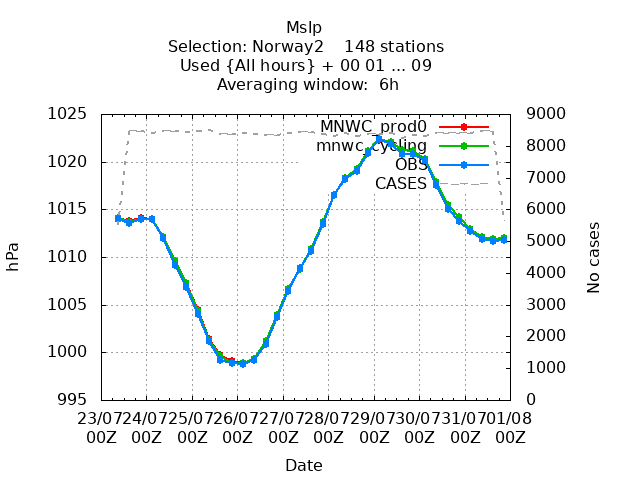 Mslp
Selection: Norway2    148 stations
Used {All hours} + 00 01 ... 09
Averaging window:  6h
1025
1020
1015
1010
1005
1000
995
hPa
MNWC_prod0
mnwc_cycling
OBS
CASES
9000
8000
7000
6000
5000
4000
3000
2000
1000
0
No cases
23/07 24/07 25/07 26/07 27/07 28/07 29/07 30/07 31/07 01/08
00Z 00Z 00Z 00Z 00Z 00Z 00Z 00Z 00Z 00Z
Date